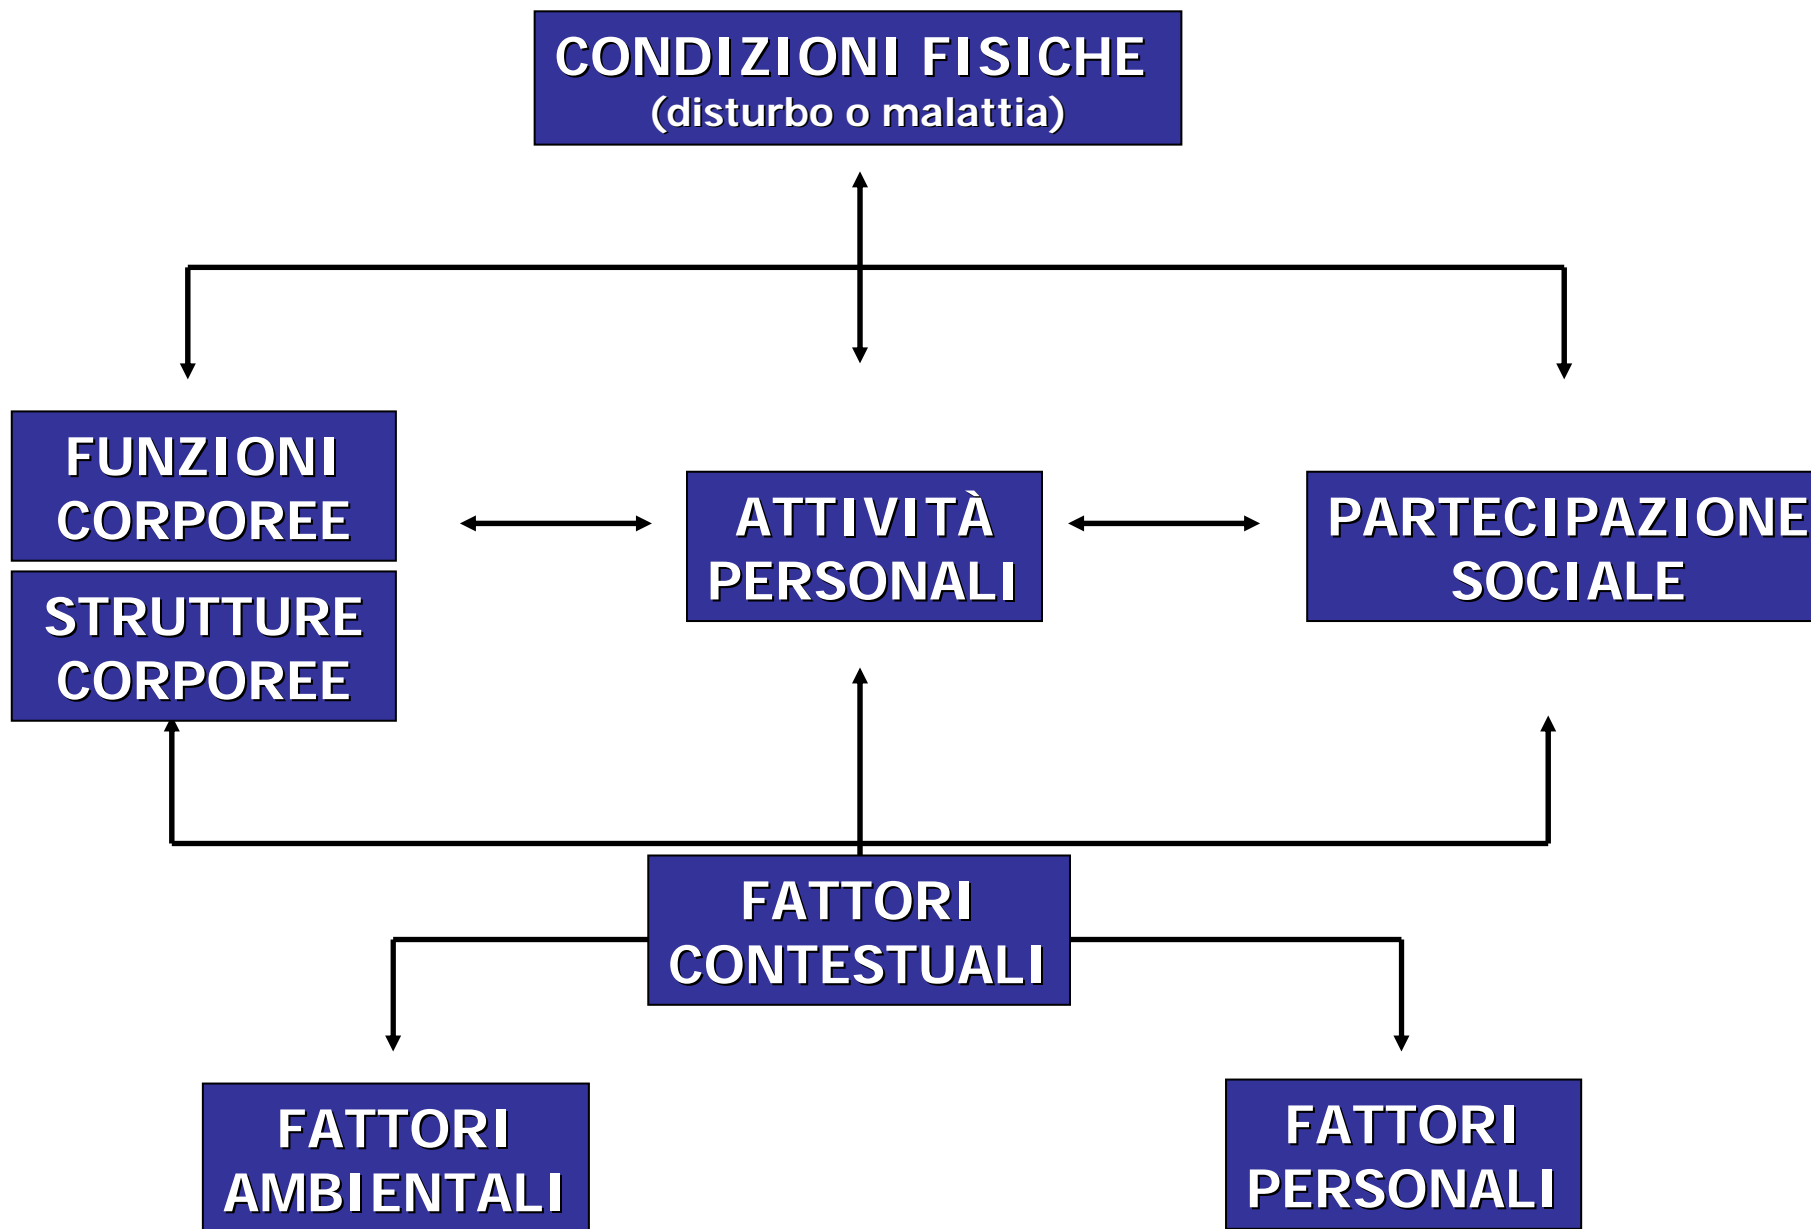 CONDIZIONI FISICHE
(disturbo o malattia)
FUNZIONI
CORPOREE
STRUTTURE
CORPOREE
ATTIVITÀ
PERSONALI
PARTECIPAZIONE
SOCIALE
FATTORI
CONTESTUALI
FATTORI
AMBIENTALI
FATTORI
PERSONALI